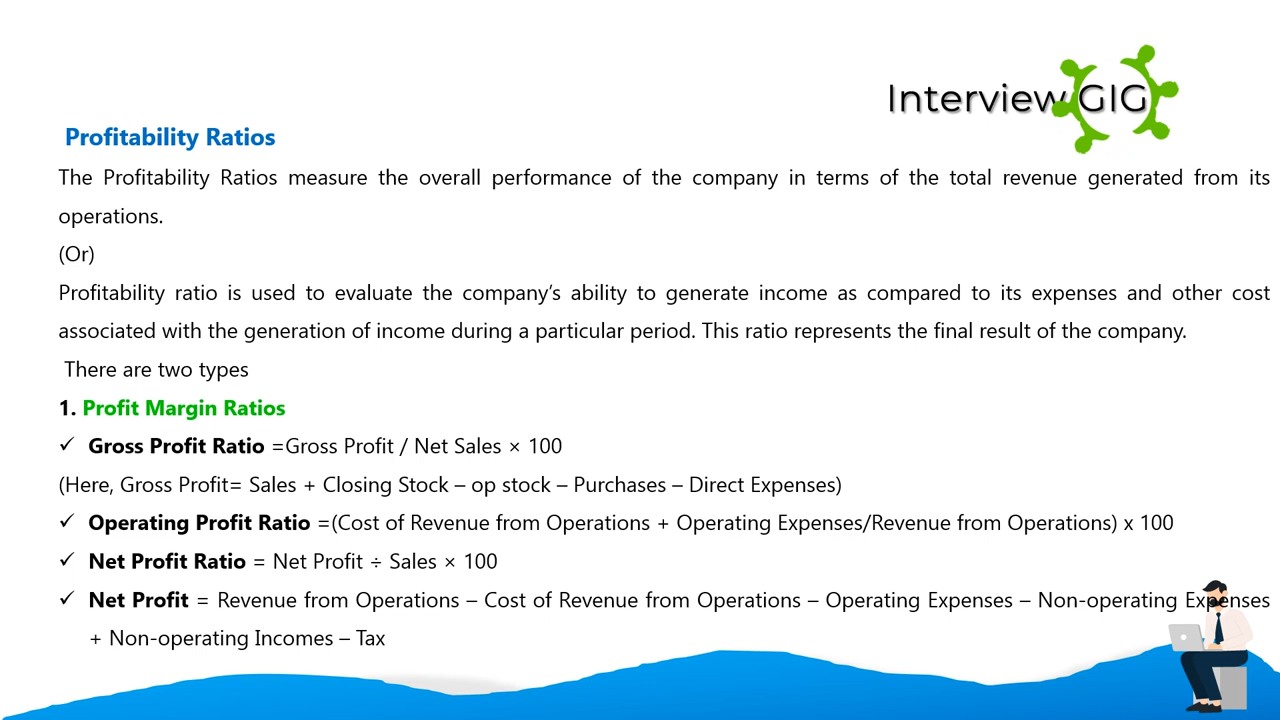 Interview GIG
Profitability Ratios
The Profitability Ratios measure the overall performance of the company in terms of the total revenue generated from its
operations.
(Or)
Profitability ratio is used to evaluate the company's ability to generate income as compared to its expenses and other cost
associated with the generation of income during a particular period. This ratio represents the final result of the company.
There are two types
1. Profit Margin Ratios
✓ Gross Profit Ratio =Gross Profit / Net Sales × 100
(Here, Gross Profit= Sales + Closing Stock – op stock – Purchases – Direct Expenses)
✓ Operating Profit Ratio =(Cost of Revenue from Operations + Operating Expenses/Revenue from Operations) x 100
✓ Net Profit Ratio = Net Profit ÷ Sales × 100
✓ Net Profit = Revenue from Operations – Cost of Revenue from Operations – Operating Expenses – Non-operating Expenses
+ Non-operating Incomes – Tax